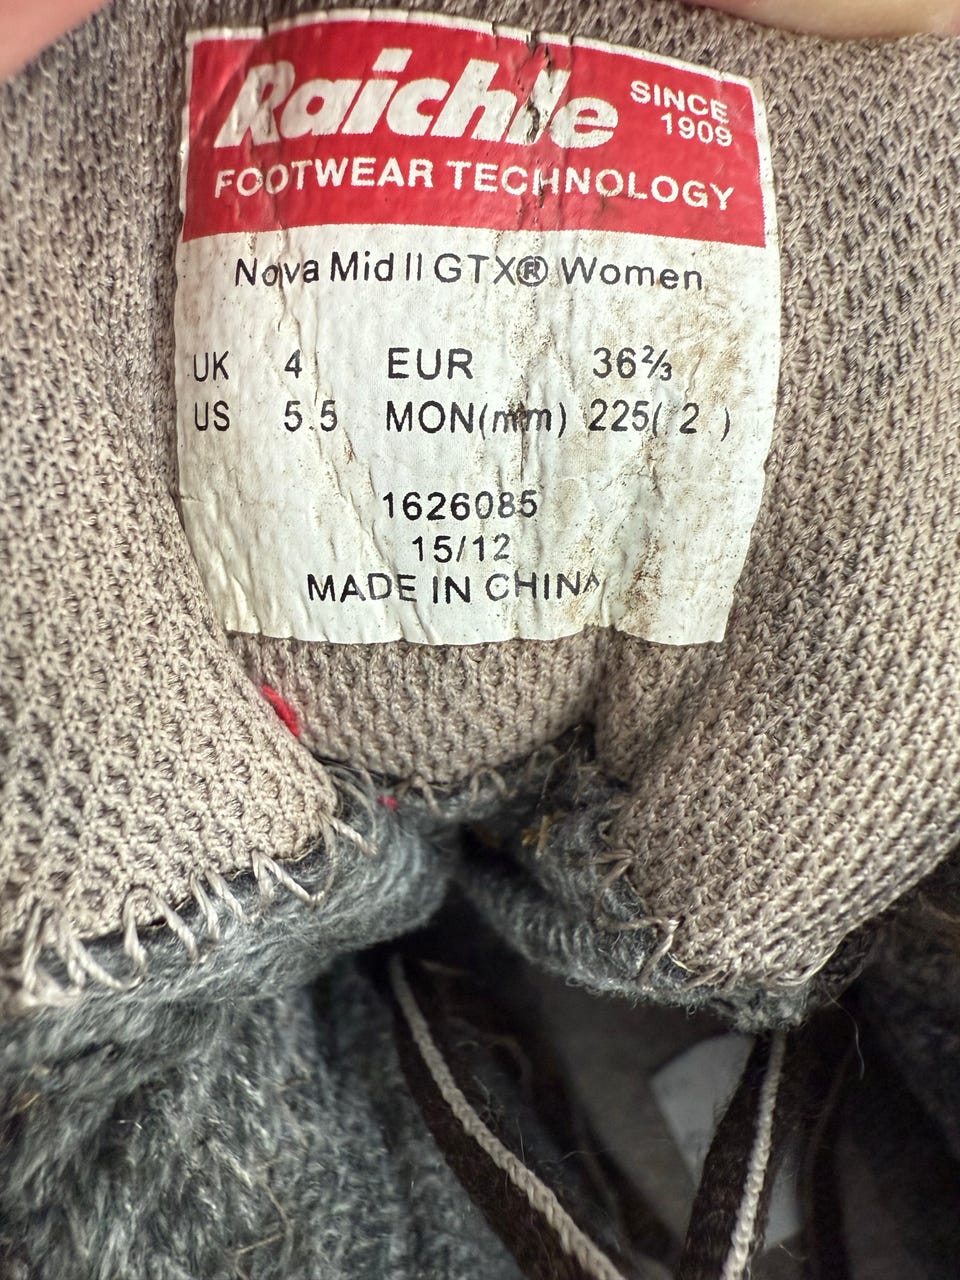 Raichle
SINCE
1909
FOOTWEAR TECHNOLOGY
Nova Mid II GTX® Women
UK 4 EUR 36⅔
US 5.5 MON(mm) 225( 2 )
1626085
15/12
MADE IN CHINA